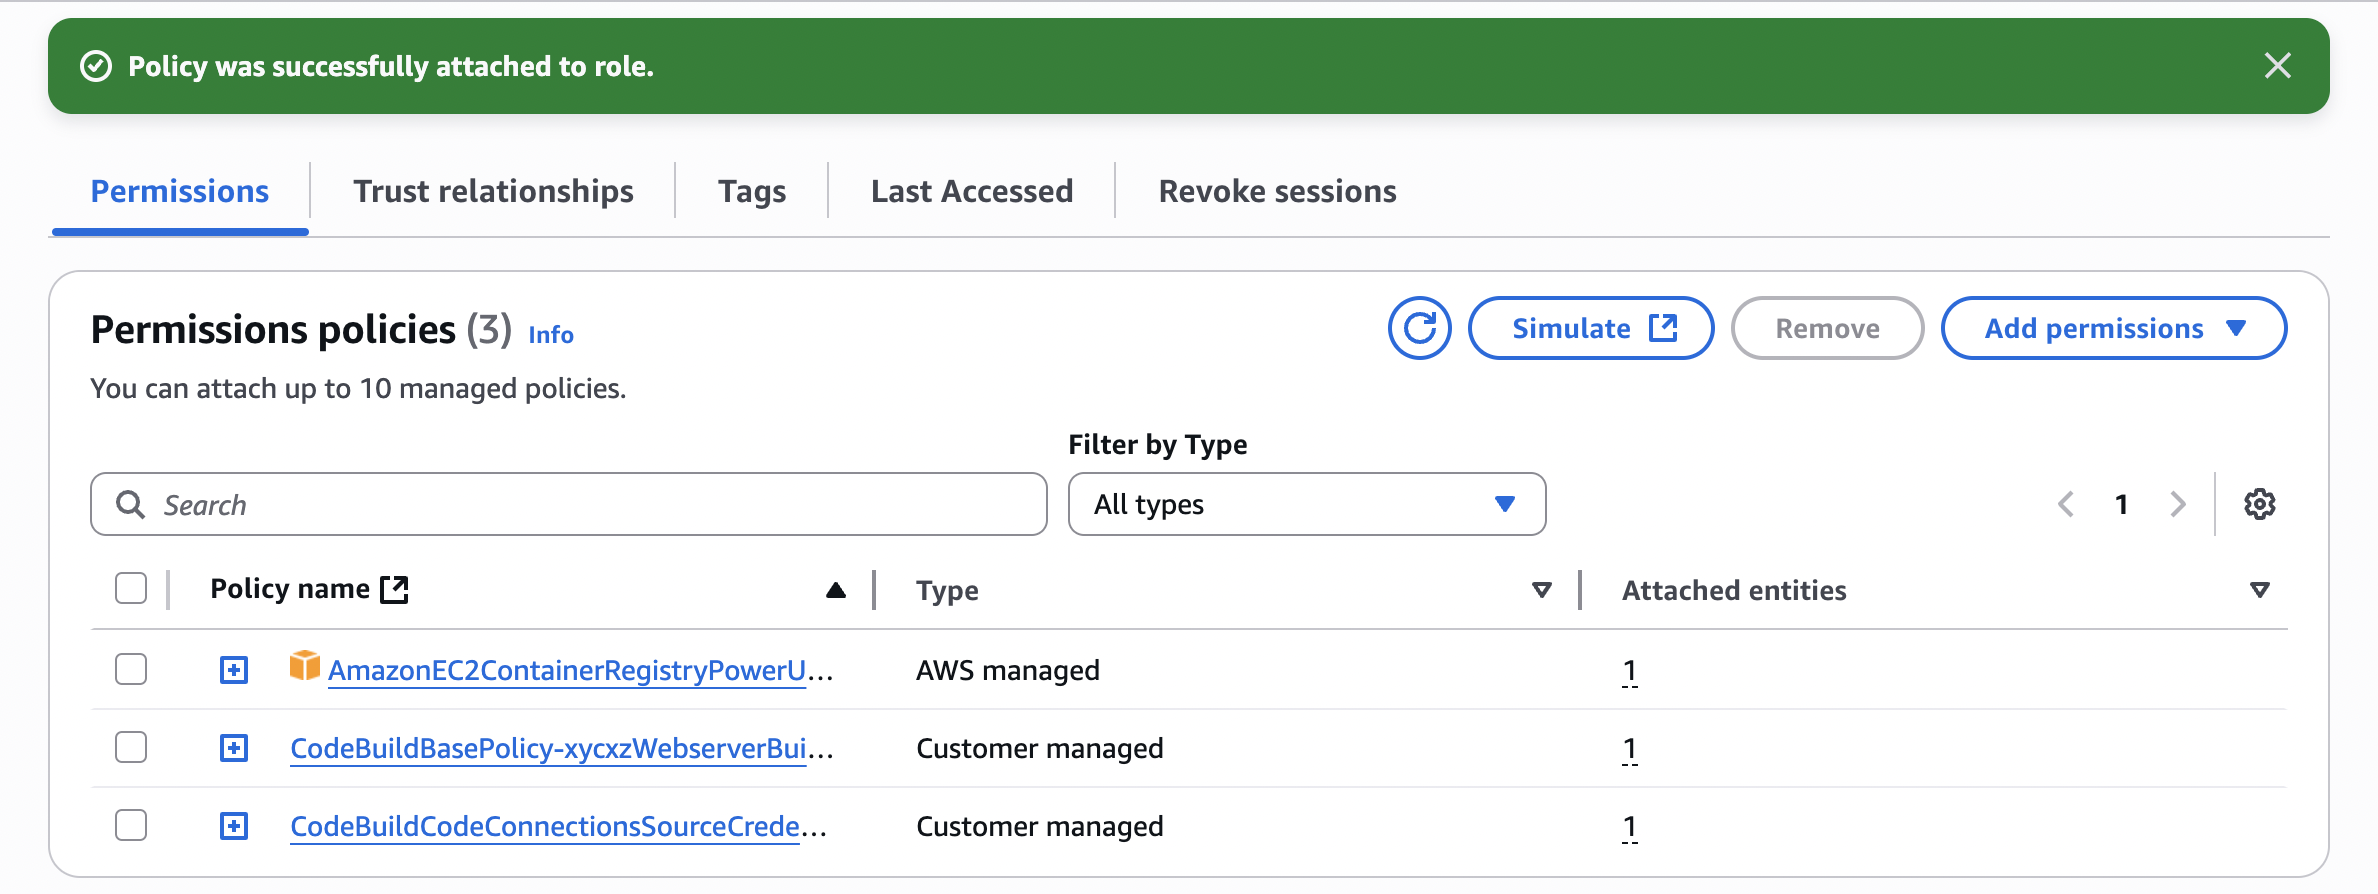 Policy was successfully attached to role.
Permissions Trust relationships Tags Last Accessed Revoke sessions
Permissions policies (3) Info
Simulate Remove Add permissions
You can attach up to 10 managed policies.
Filter by Type
Search All types 1
Policy name Type Attached entities
AmazonEC2ContainerRegistryPowerU... AWS managed 1
CodeBuildBasePolicy-xycxzWebserverBui... Customer managed 1
CodeBuildCodeConnectionsSourceCrede... Customer managed 1